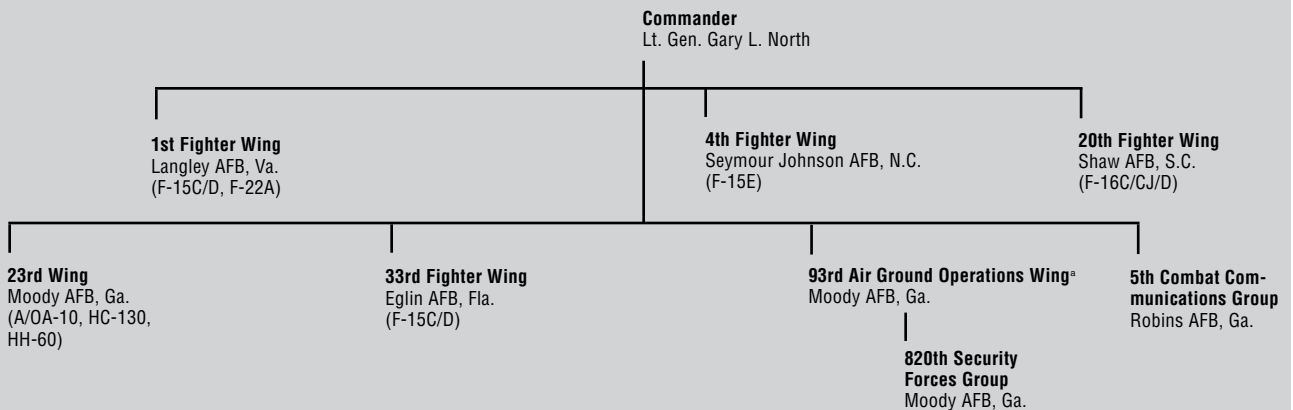 Commander
Lt. Gen. Gary L. North
1st Fighter Wing
Langley AFB, Va.
(F-15C/D, F-22A)
4th Fighter Wing
Seymour Johnson AFB, N.C.
(F-15E)
20th Fighter Wing
Shaw AFB, S.C.
(F-16C/CJ/D)
23rd Wing
Moody AFB, Ga.
(A/OA-10, HC-130,
HH-60)
33rd Fighter Wing
Eglin AFB, Fla.
(F-15C/D)
93rd Air Ground Operations Wingᵃ
Moody AFB, Ga.
820th Security
Forces Group
Moody AFB, Ga.
5th Combat Com-
munications Group
Robins AFB, Ga.